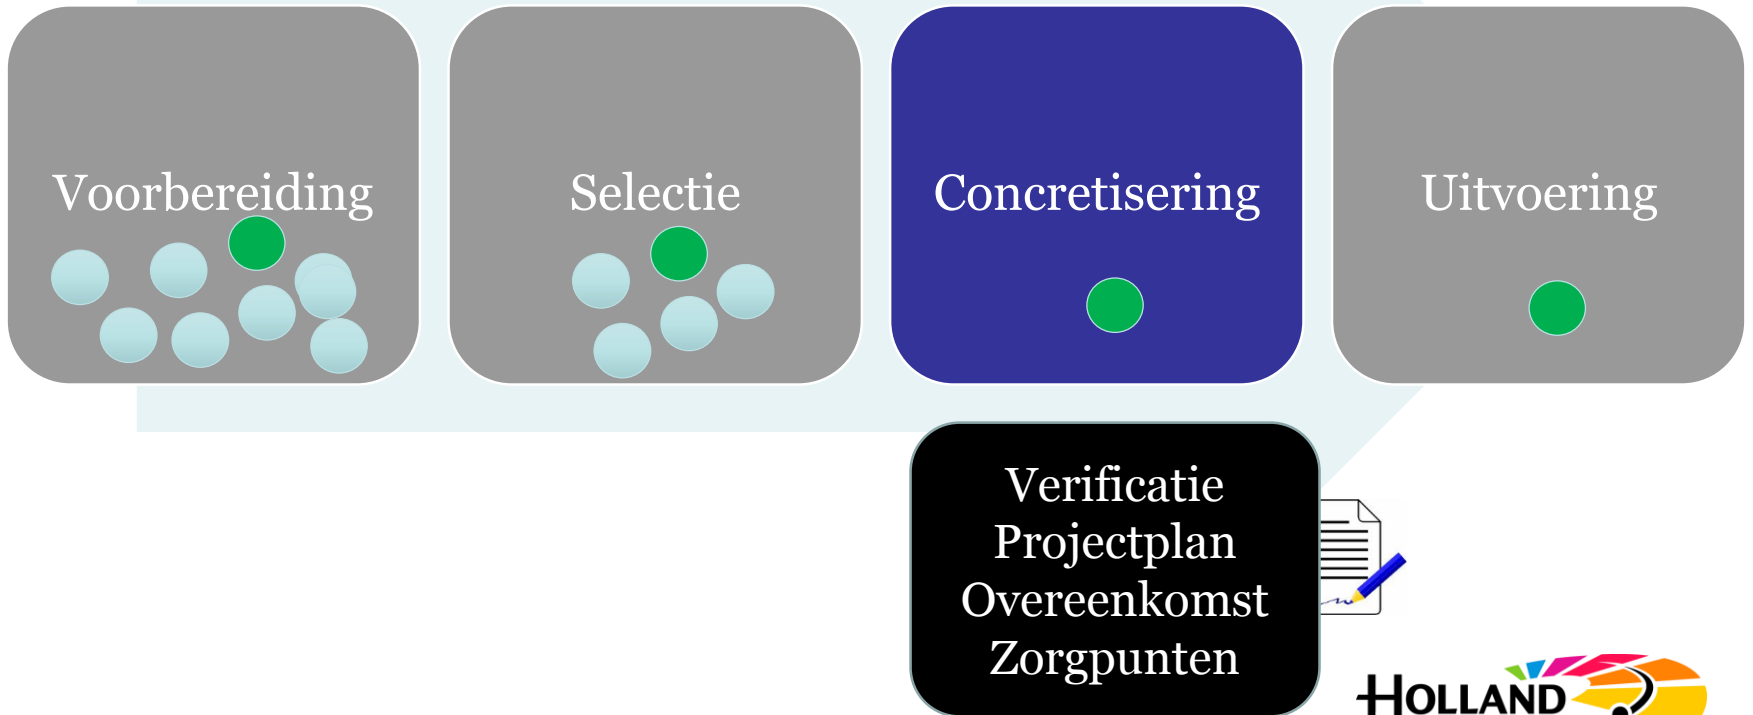 Voorbereiding
Selectie
Concretisering
Uitvoering
Verificatie
Projectplan
Overeenkomst
Zorgpunten
HOLLAND